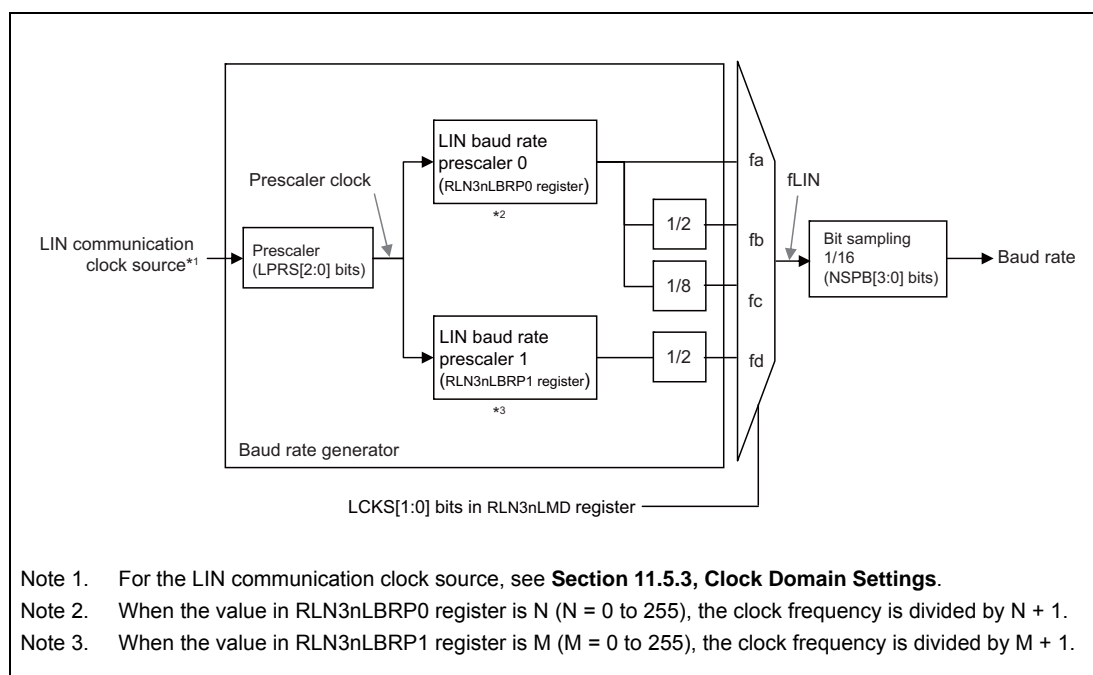 LIN baud rate
prescaler 0
(RLN3nLBRP0 register)
*2
Prescaler clock
fa
fLIN
LIN communication
clock source*1
Prescaler
(LPRS[2:0] bits)
1/2
fb
Bit sampling
1/16
(NSPB[3:0] bits)
Baud rate
1/8
fc
LIN baud rate
prescaler 1
(RLN3nLBRP1 register)
*3
1/2
fd
Baud rate generator
LCKS[1:0] bits in RLN3nLMD register
Note 1. For the LIN communication clock source, see Section 11.5.3, Clock Domain Settings.
Note 2. When the value in RLN3nLBRP0 register is N (N = 0 to 255), the clock frequency is divided by N + 1.
Note 3. When the value in RLN3nLBRP1 register is M (M = 0 to 255), the clock frequency is divided by M + 1.